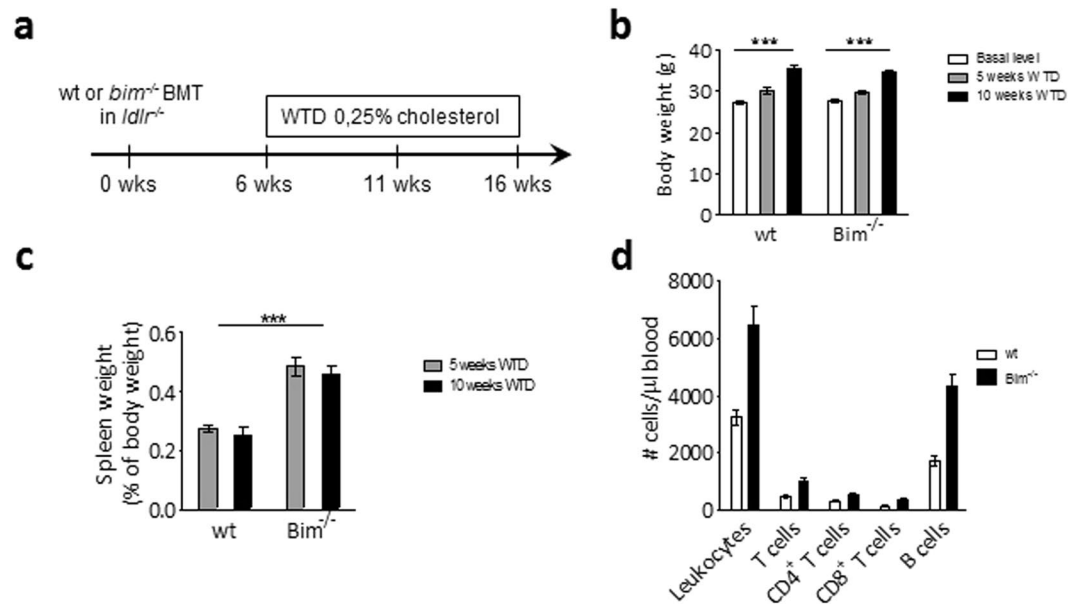 a
wt or bim-/- BMT
in ldlr-/-
WTD 0,25% cholesterol
0 wks
6 wks
11 wks
16 wks
b
Body weight (g)
40
30
20
10
0
***
***
wt
Bim-/-
Basal level
5 weeks WTD
10 weeks WTD
c
Spleen weight
(% of body weight)
0.6
0.4
0.2
0.0
***
wt
Bim-/-
5 weeks WTD
10 weeks WTD
d
# cells/µl blood
8000
6000
4000
2000
0
Leukocytes
T cells
CD4+ T cells
CD8+ T cells
B cells
wt
Bim-/-